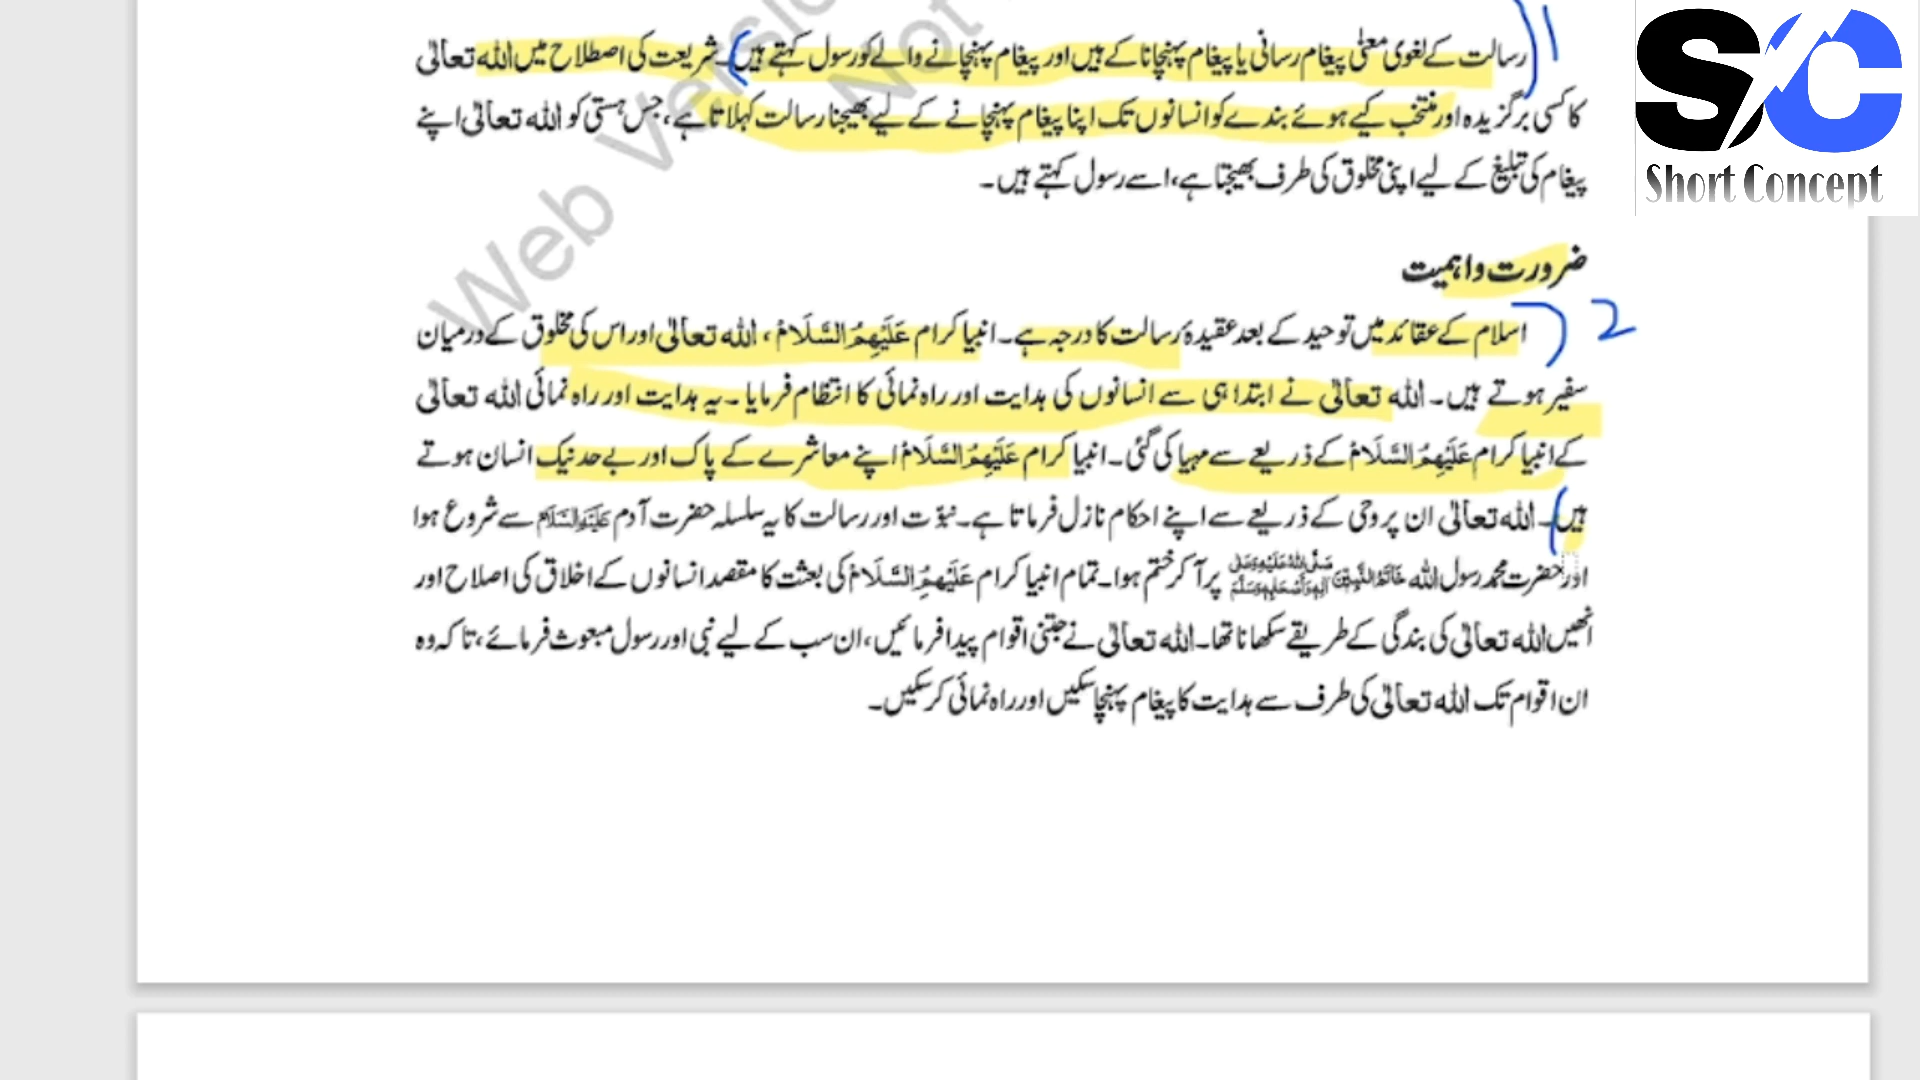 رسالت کے لغوی معنیٰ پیغام رسانی یا پیغام پہنچانا کے ہیں اور پیغام پہنچانے والے کو رسول کہتے ہیں۔ شریعت کی اصطلاح میں اللہ تعالیٰ
کا کسی برگزیدہ اور منتخب کیے ہوئے بندے کو انسانوں تک اپنا پیغام پہنچانے کے لیے بھیجنا رسالت کہلاتا ہے، جس ہستی کو اللہ تعالیٰ اپنے
پیغام کی تبلیغ کے لیے اپنی مخلوق کی طرف بھیجتا ہے، اسے رسول کہتے ہیں۔
ضرورت و اہمیت
اسلام کے عقائد میں توحید کے بعد عقیدۂ رسالت کا درجہ ہے۔ انبیا کرام عَلَیْهِمُ السَّلَامُ، اللہ تعالیٰ اور اس کی مخلوق کے درمیان
سفیر ہوتے ہیں۔ اللہ تعالیٰ نے ابتدا ہی سے انسانوں کی ہدایت اور راہ نمائی کا انتظام فرمایا۔ یہ ہدایت اور راہ نمائی اللہ تعالیٰ
کے انبیا کرام عَلَیْهِمُ السَّلَامُ کے ذریعے سے مہیا کی گئی۔ انبیا کرام عَلَیْهِمُ السَّلَامُ اپنے معاشرے کے پاک اور بے حد نیک انسان ہوتے
ہیں۔ اللہ تعالیٰ ان پر وحی کے ذریعے سے اپنے احکام نازل فرماتا ہے۔ نبوّت اور رسالت کا یہ سلسلہ حضرت آدم عَلَیْهِ السَّلَام سے شروع ہوا
اور حضرت محمد رسول اللہ خَاتَمُ النَّبِیّٖنَ صَلَّی اللہُ عَلَیْهِ وَعَلٰی اٰلِهٖ وَاَصْحَابِهٖ وَسَلَّمَ پر آ کر ختم ہوا۔ تمام انبیا کرام عَلَیْهِمُ السَّلَامُ کی بعثت کا مقصد انسانوں کے اخلاق کی اصلاح اور
انھیں اللہ تعالیٰ کی بندگی کے طریقے سکھانا تھا۔ اللہ تعالیٰ نے جتنی اقوام پیدا فرمائیں، ان سب کے لیے نبی اور رسول مبعوث فرمائے، تاکہ وہ
ان اقوام تک اللہ تعالیٰ کی طرف سے ہدایت کا پیغام پہنچا سکیں اور راہ نمائی کر سکیں۔
1
2
SC
Short Concept
Web Versio
Not